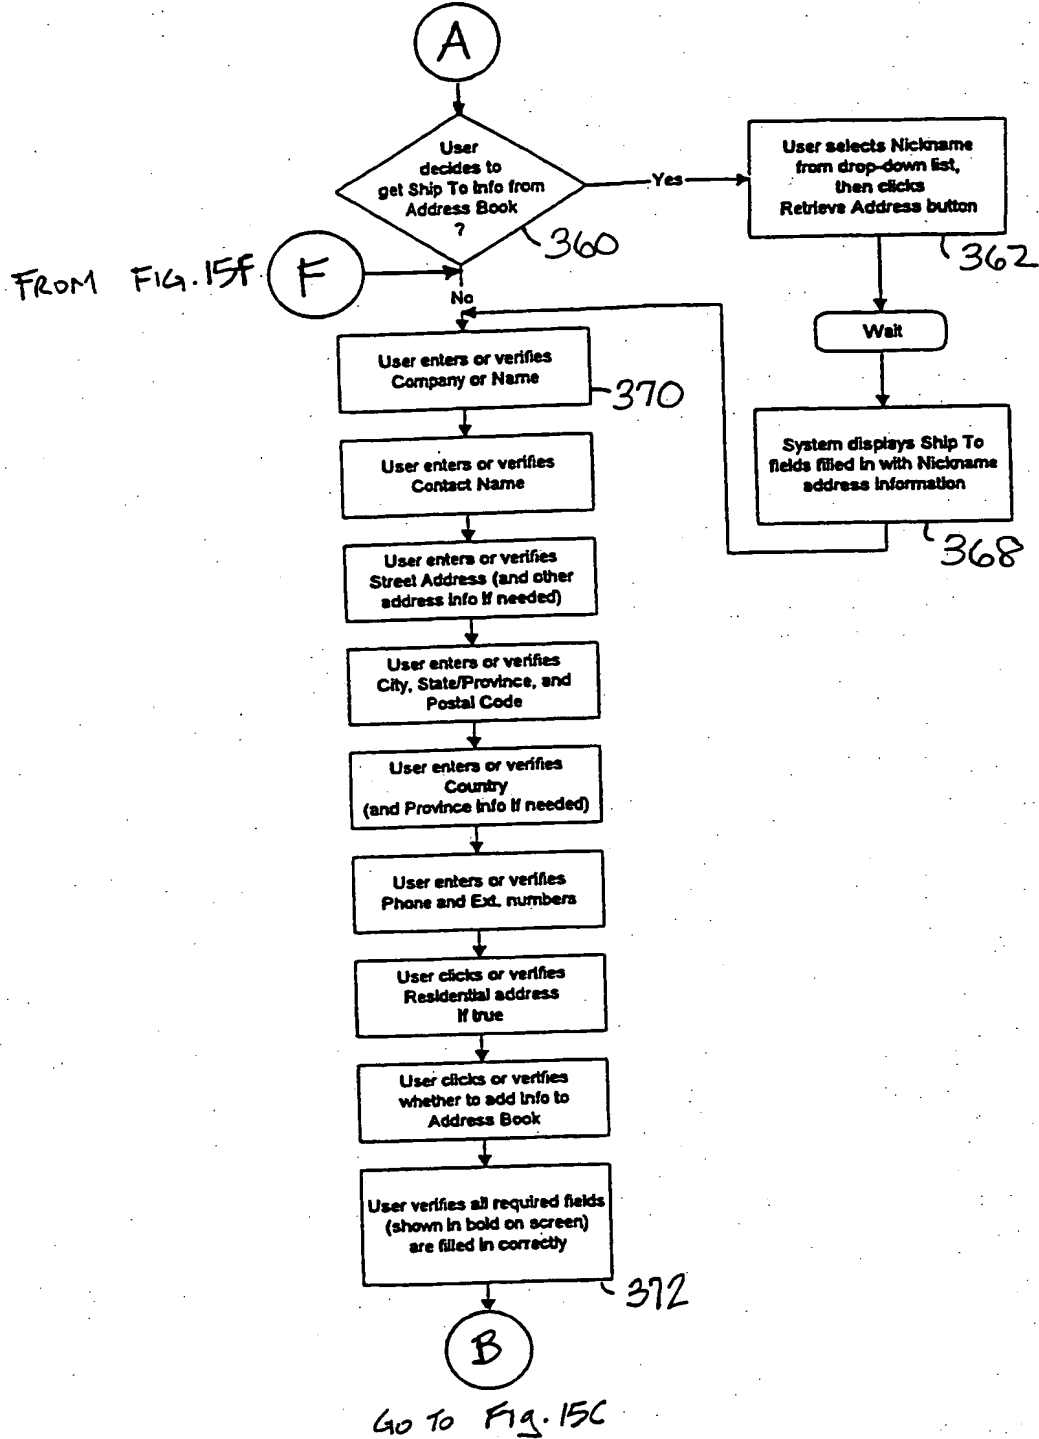 A
User
decides to
get Ship To Info from
Address Book
?
360
Yes
User selects Nickname
from drop-down list,
then clicks
Retrieve Address button
362
FROM FIG. 15f
F
No
Wait
User enters or verifies
Company or Name
370
System displays Ship To
fields filled in with Nickname
address information
368
User enters or verifies
Contact Name
User enters or verifies
Street Address (and other
address info if needed)
User enters or verifies
City, State/Province, and
Postal Code
User enters or verifies
Country
(and Province info if needed)
User enters or verifies
Phone and Ext. numbers
User clicks or verifies
Residential address
if true
User clicks or verifies
whether to add info to
Address Book
User verifies all required fields
(shown in bold on screen)
are filled in correctly
372
B
GO TO Fig. 15C